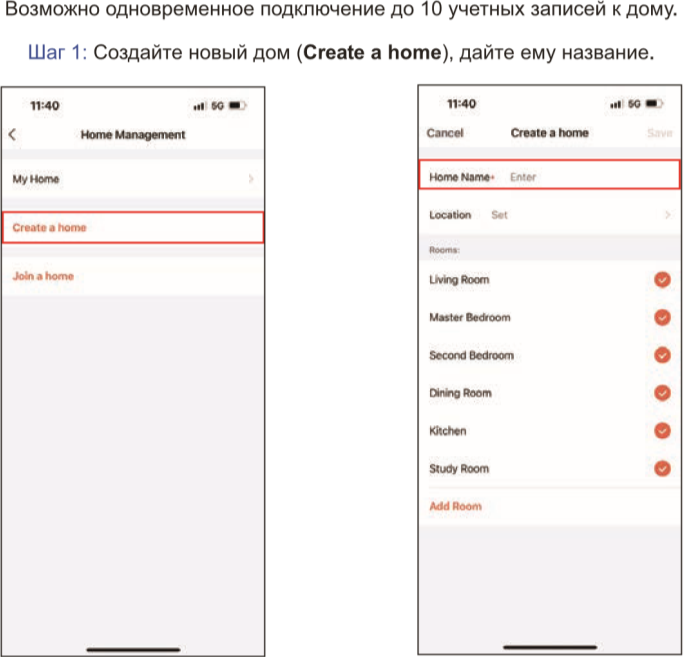 Возможно одновременное подключение до 10 учетных записей к дому.
Шаг 1: Создайте новый дом (Create a home), дайте ему название.
11:40 5G
Home Management
My Home
Create a home
Join a home
11:40 5G
Cancel Create a home Save
Home Name* Enter
Location Set
Rooms:
Living Room
Master Bedroom
Second Bedroom
Dining Room
Kitchen
Study Room
Add Room